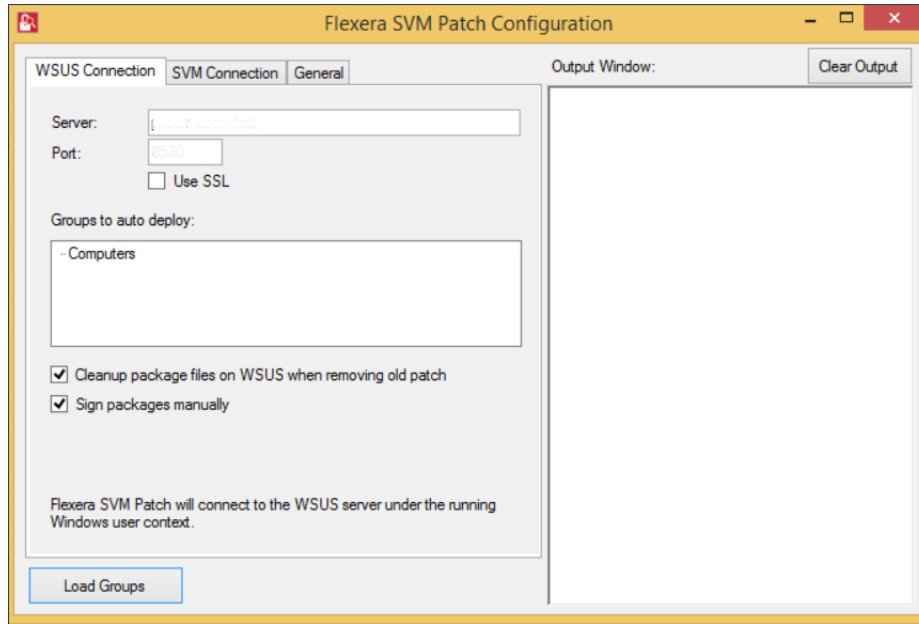 Flexera SVM Patch Configuration
WSUS Connection
SVM Connection
General
Output Window:
Clear Output
Server:
Port:
8530
Use SSL
Groups to auto deploy:
Computers
Cleanup package files on WSUS when removing old patch
Sign packages manually
Flexera SVM Patch will connect to the WSUS server under the running
Windows user context.
Load Groups